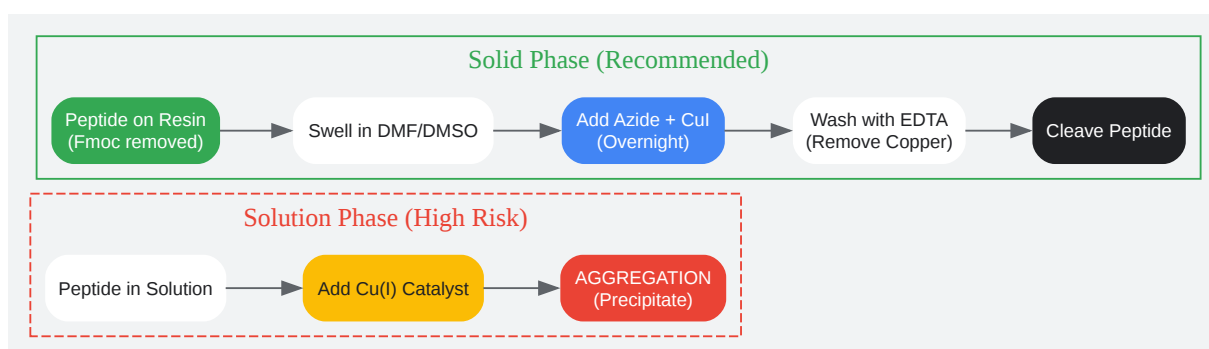 Solid Phase (Recommended)
Peptide on Resin
(Fmoc removed)
Swell in DMF/DMSO
Add Azide + CuI
(Overnight)
Wash with EDTA
(Remove Copper)
Cleave Peptide
Solution Phase (High Risk)
Peptide in Solution
Add Cu(I) Catalyst
AGGREGATION
(Precipitate)